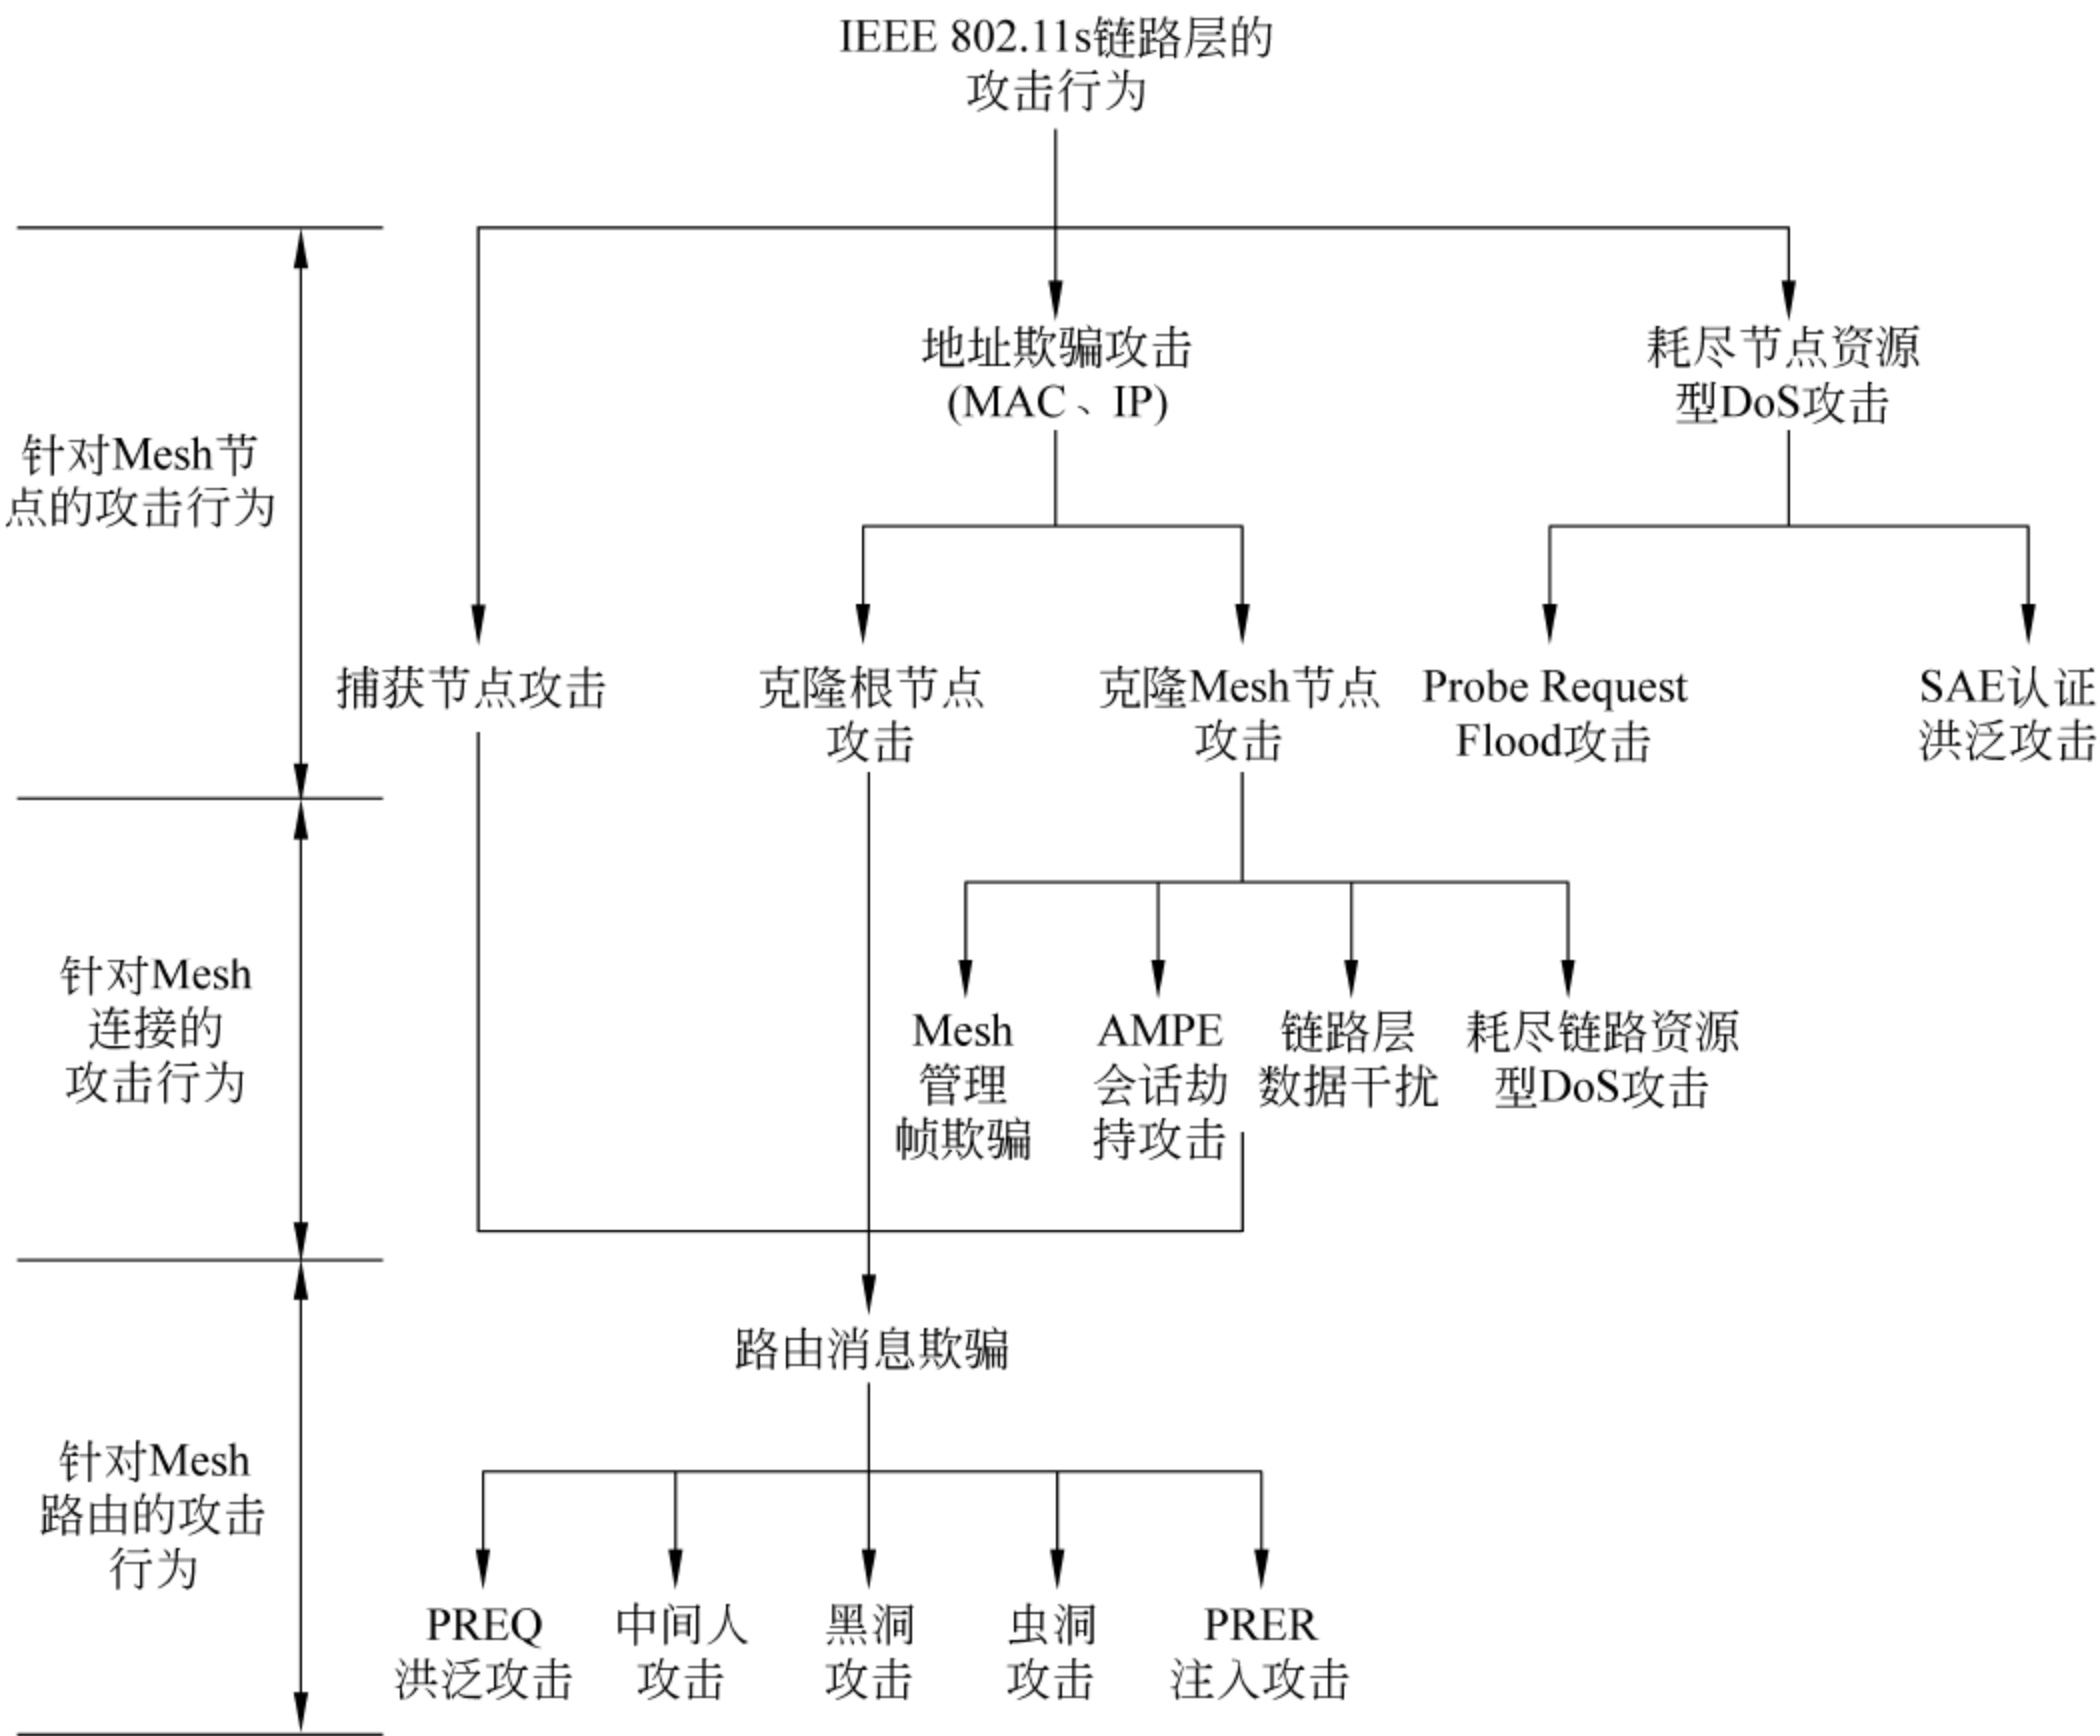 IEEE 802.11s链路层的
攻击行为
针对Mesh节
点的攻击行为
地址欺骗攻击
(MAC、IP)
耗尽节点资源
型DoS攻击
捕获节点攻击
克隆根节点
攻击
克隆Mesh节点
攻击
Probe Request
Flood攻击
SAE认证
洪泛攻击
针对Mesh
连接的
攻击行为
Mesh
管理
帧欺骗
AMPE
会话劫
持攻击
链路层
数据干扰
耗尽链路资源
型DoS攻击
针对Mesh
路由的攻击
行为
路由消息欺骗
PREQ
洪泛攻击
中间人
攻击
黑洞
攻击
虫洞
攻击
PRER
注入攻击